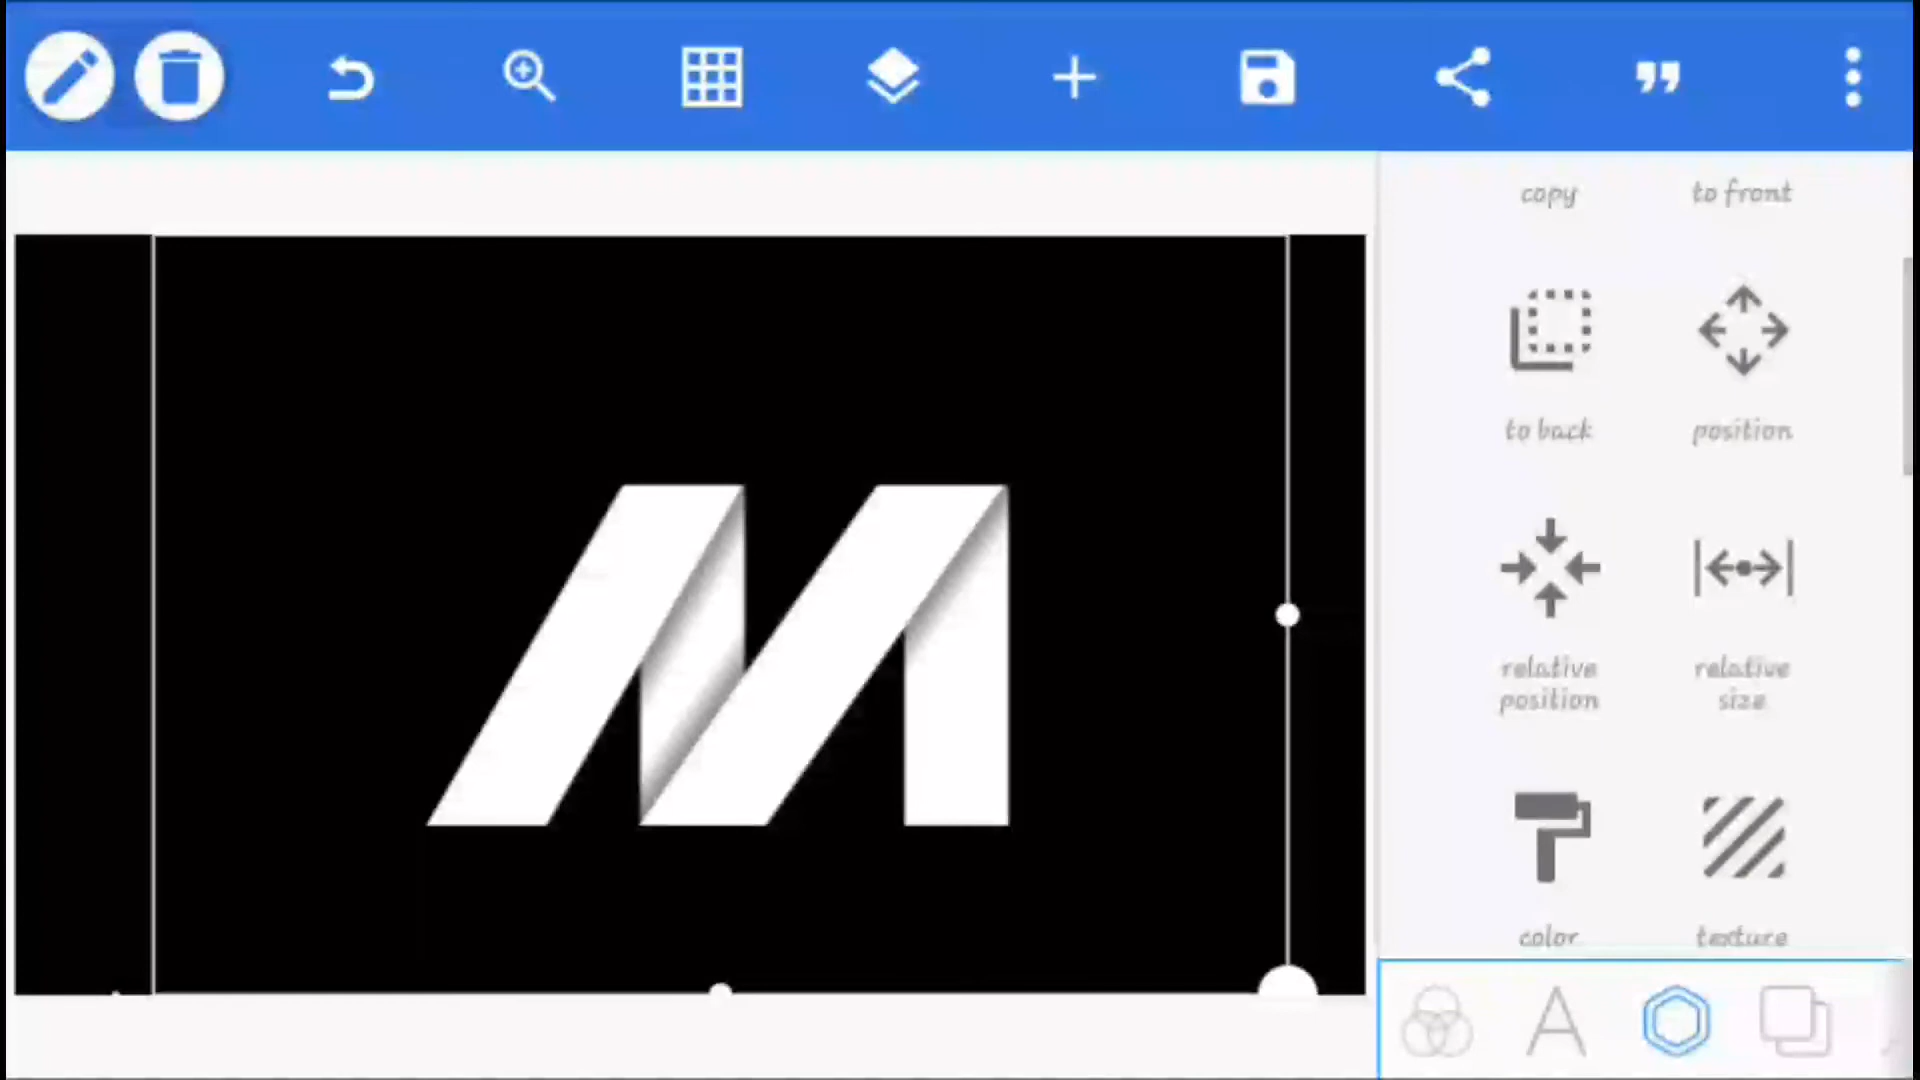 copy
to front
to back
position
relative
position
relative
size
color
texture